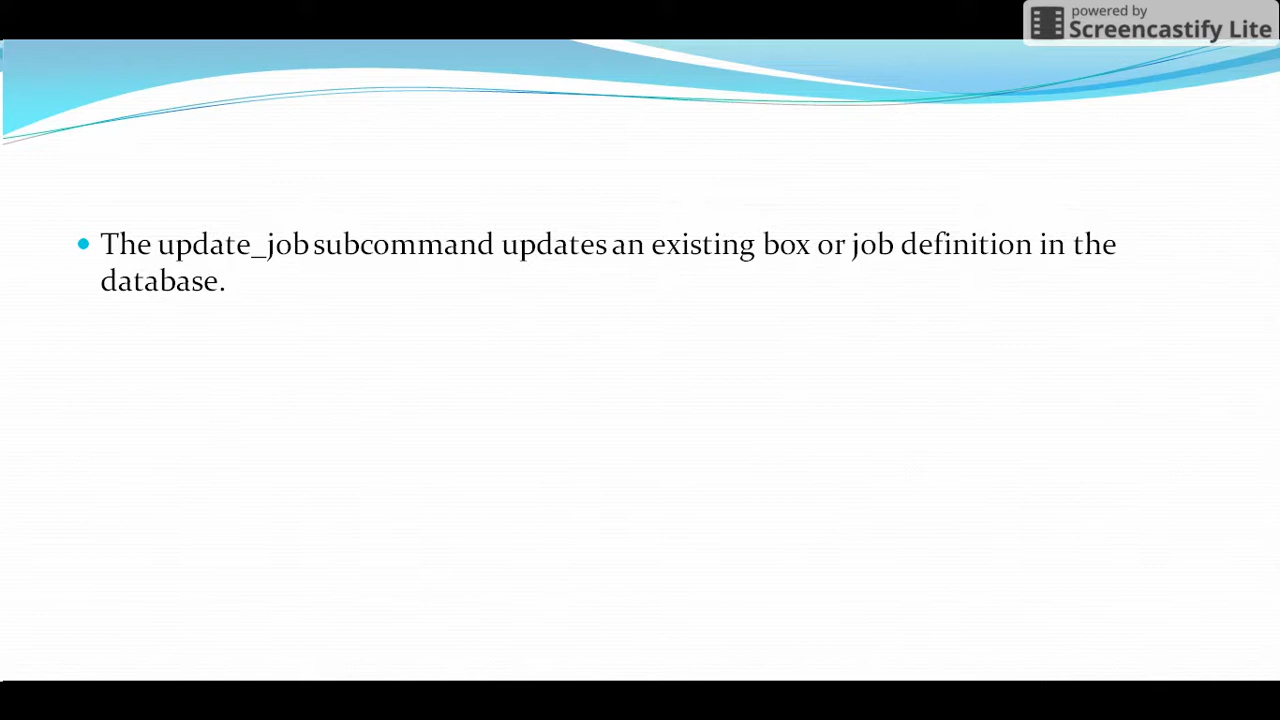 powered by
Screencastify Lite
The update_job subcommand updates an existing box or job definition in the
database.